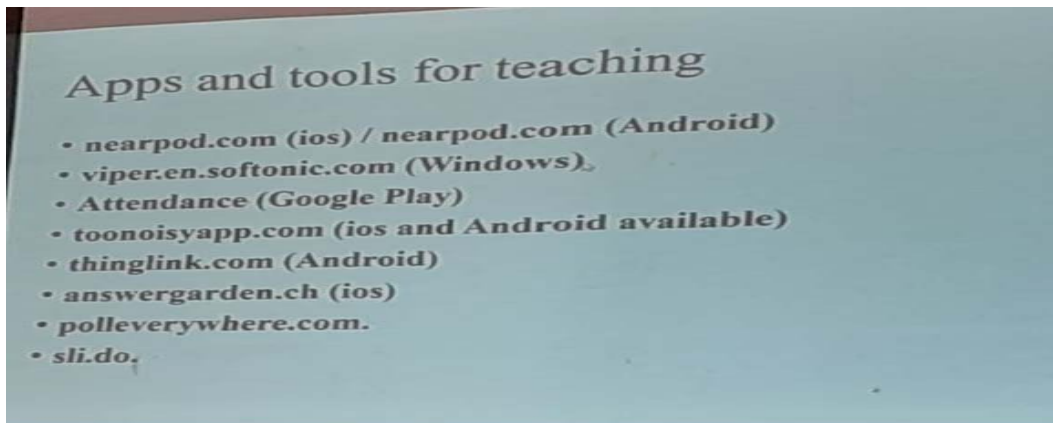 Apps and tools for teaching
• nearpod.com (ios) / nearpod.com (Android)
• viper.en.softonic.com (Windows)
• Attendance (Google Play)
• toonoisyapp.com (ios and Android available)
• thinglink.com (Android)
• answergarden.ch (ios)
• polleverywhere.com.
• sli.do.